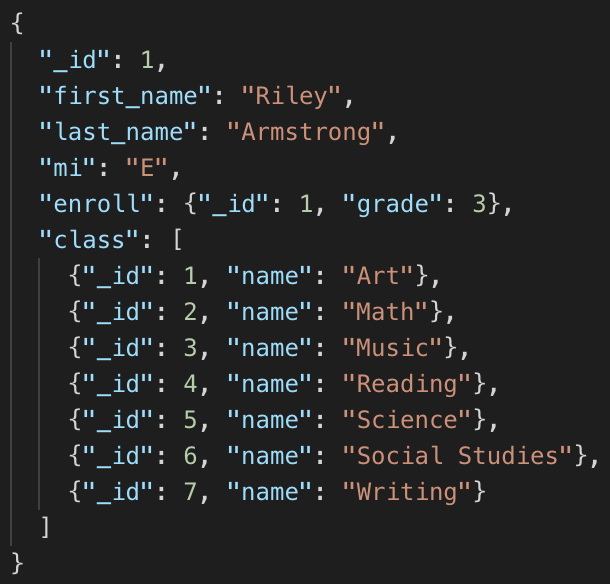 {
  "_id": 1,
  "first_name": "Riley",
  "last_name": "Armstrong",
  "mi": "E",
  "enroll": {"_id": 1, "grade": 3},
  "class": [
    {"_id": 1, "name": "Art"},
    {"_id": 2, "name": "Math"},
    {"_id": 3, "name": "Music"},
    {"_id": 4, "name": "Reading"},
    {"_id": 5, "name": "Science"},
    {"_id": 6, "name": "Social Studies"},
    {"_id": 7, "name": "Writing"}
  ]
}